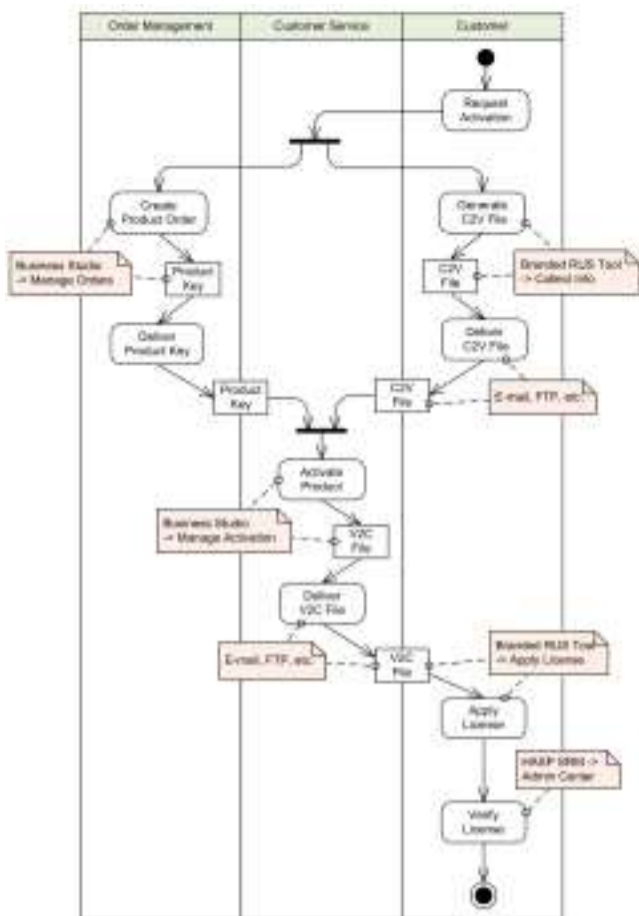 Order Management
Customer Service
Customer
Request
Activation
Create
Product Order
Generate
C2V File
Business Studio
-> Manage Orders
Product
Key
C2V
File
Branded RUS Tool
-> Collect Info
Deliver
Product Key
Deliver
C2V File
Product
Key
C2V
File
E-mail, FTP, etc.
Activate
Product
Business Studio
-> Manage Activation
V2C
File
Deliver
V2C File
E-mail, FTP, etc.
V2C
File
Branded RUS Tool
-> Apply License
Apply
License
HASP SRM ->
Admin Center
Verify
License